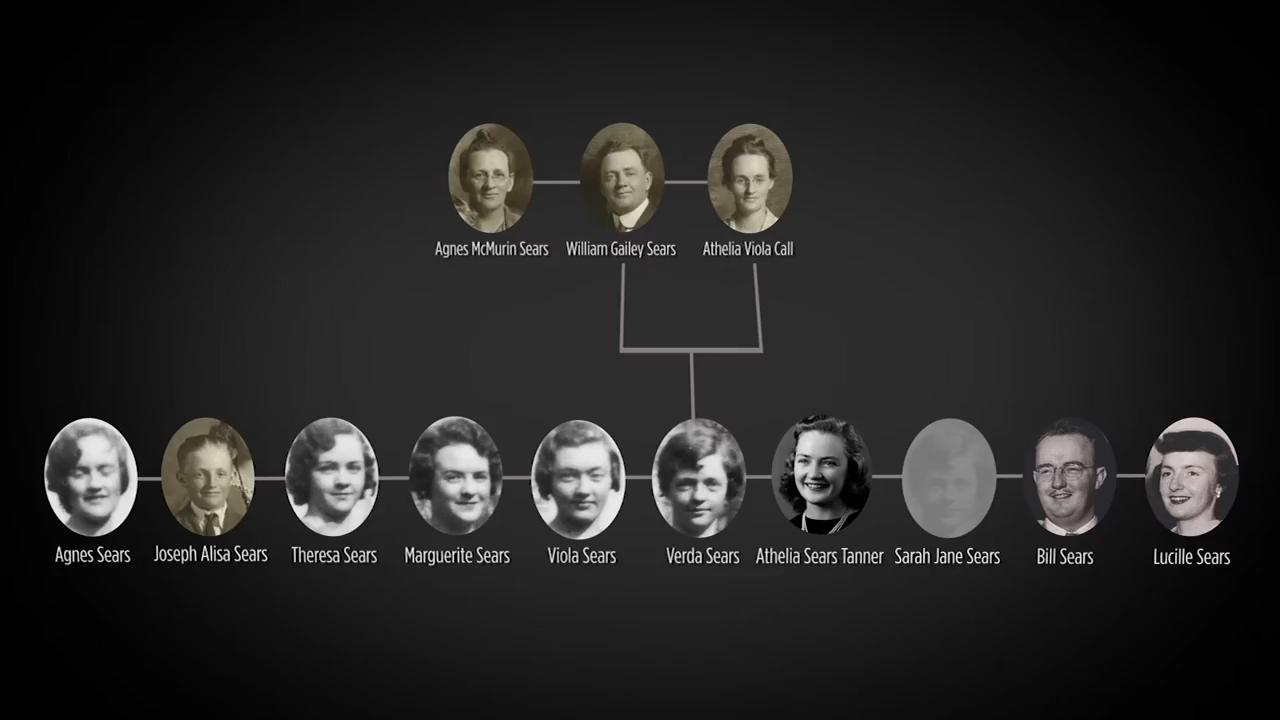 Agnes McMurin Sears
William Gailey Sears
Athelia Viola Call
Agnes Sears
Joseph Alisa Sears
Theresa Sears
Marguerite Sears
Viola Sears
Verda Sears
Athelia Sears Tanner
Sarah Jane Sears
Bill Sears
Lucille Sears